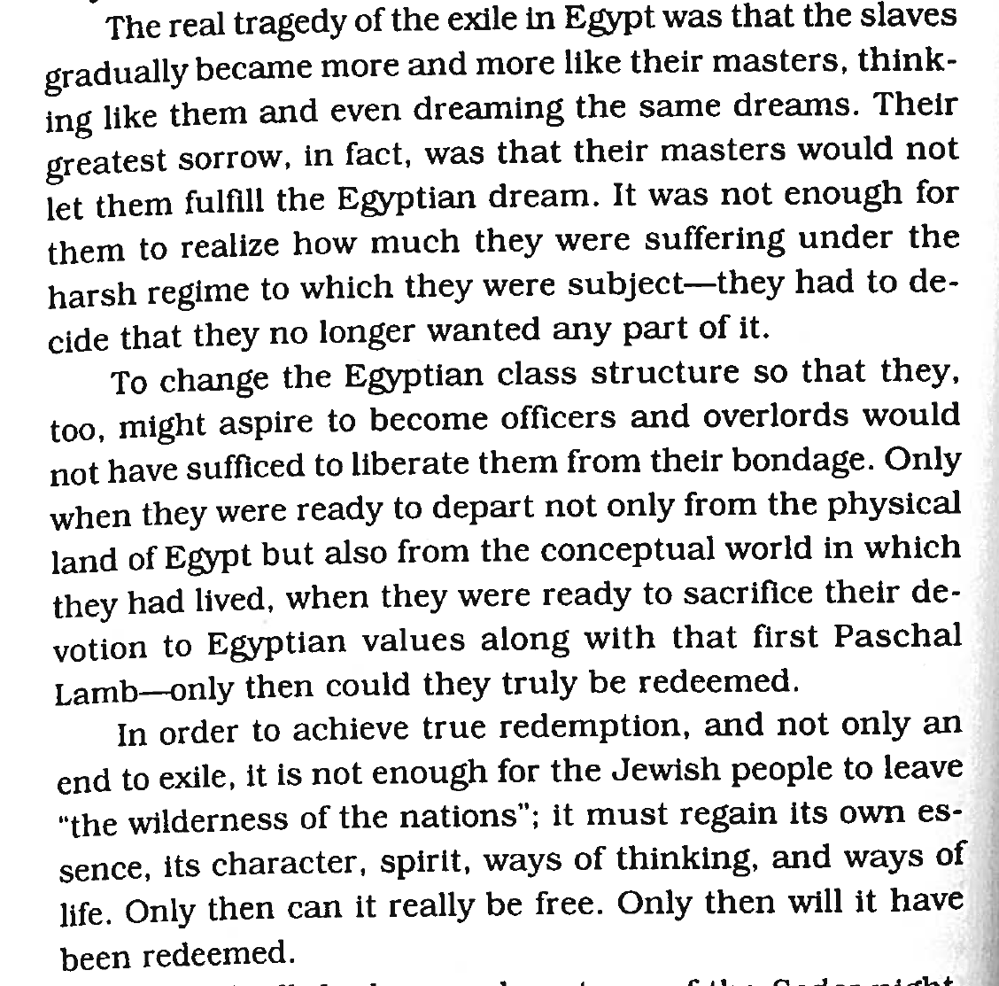 The real tragedy of the exile in Egypt was that the slaves
gradually became more and more like their masters, think-
ing like them and even dreaming the same dreams. Their
greatest sorrow, in fact, was that their masters would not
let them fulfill the Egyptian dream. It was not enough for
them to realize how much they were suffering under the
harsh regime to which they were subject—they had to de-
cide that they no longer wanted any part of it.
To change the Egyptian class structure so that they,
too, might aspire to become officers and overlords would
not have sufficed to liberate them from their bondage. Only
when they were ready to depart not only from the physical
land of Egypt but also from the conceptual world in which
they had lived, when they were ready to sacrifice their de-
votion to Egyptian values along with that first Paschal
Lamb—only then could they truly be redeemed.
In order to achieve true redemption, and not only an
end to exile, it is not enough for the Jewish people to leave
“the wilderness of the nations”; it must regain its own es-
sence, its character, spirit, ways of thinking, and ways of
life. Only then can it really be free. Only then will it have
been redeemed.
of the Seder might